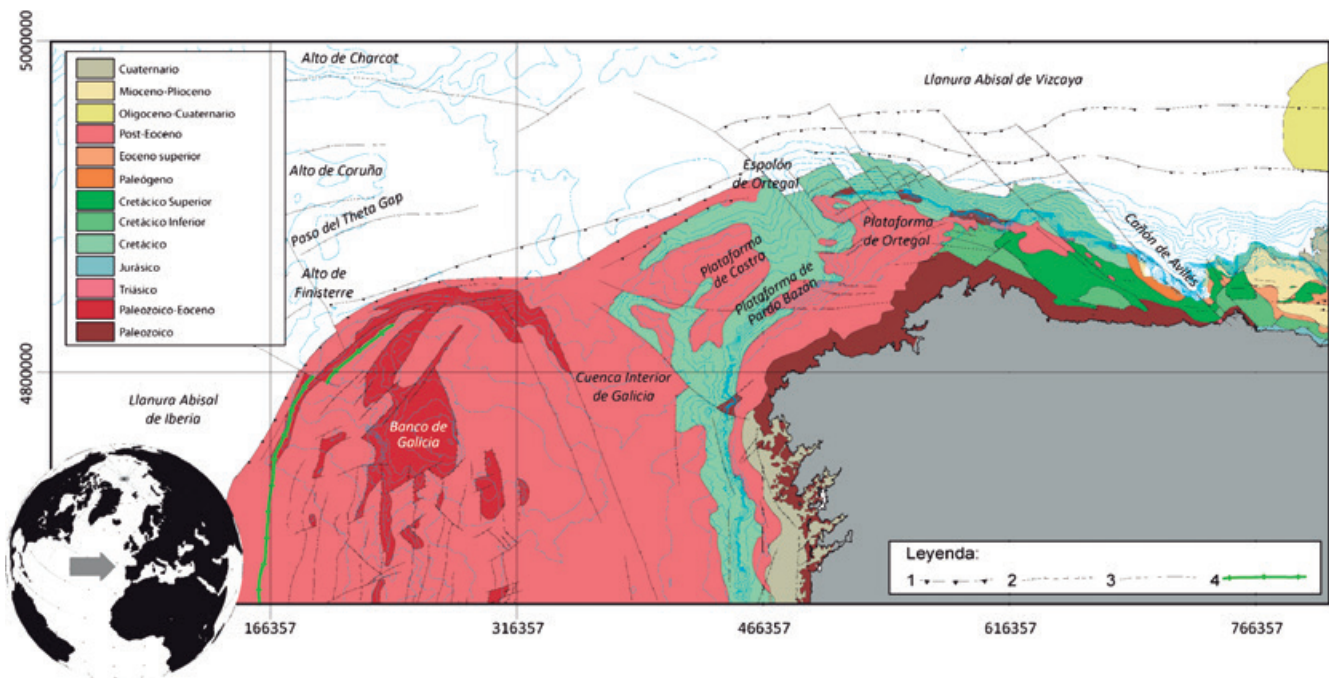 5000000
4800000
Cuaternario
Mioceno-Plioceno
Oligoceno-Cuaternario
Post-Eoceno
Eoceno superior
Paleógeno
Cretácico Superior
Cretácico Inferior
Cretácico
Jurásico
Triásico
Paleozoico-Eoceno
Paleozoico
Alto de Charcot
Llanura Abisal de Vizcaya
Alto de Coruña
Paso del Theta Gap
Alto de
Finisterre
Espolón
de Ortegal
Plataforma
de Ortegal
Cañón de Avilés
Plataforma
de Castro
Plataforma de
Pardo Bazán
Cuenca Interior
de Galicia
Llanura Abisal
de Iberia
Banco de
Galicia
Leyenda:
1 2 3 4
166357 316357 466357 616357 766357